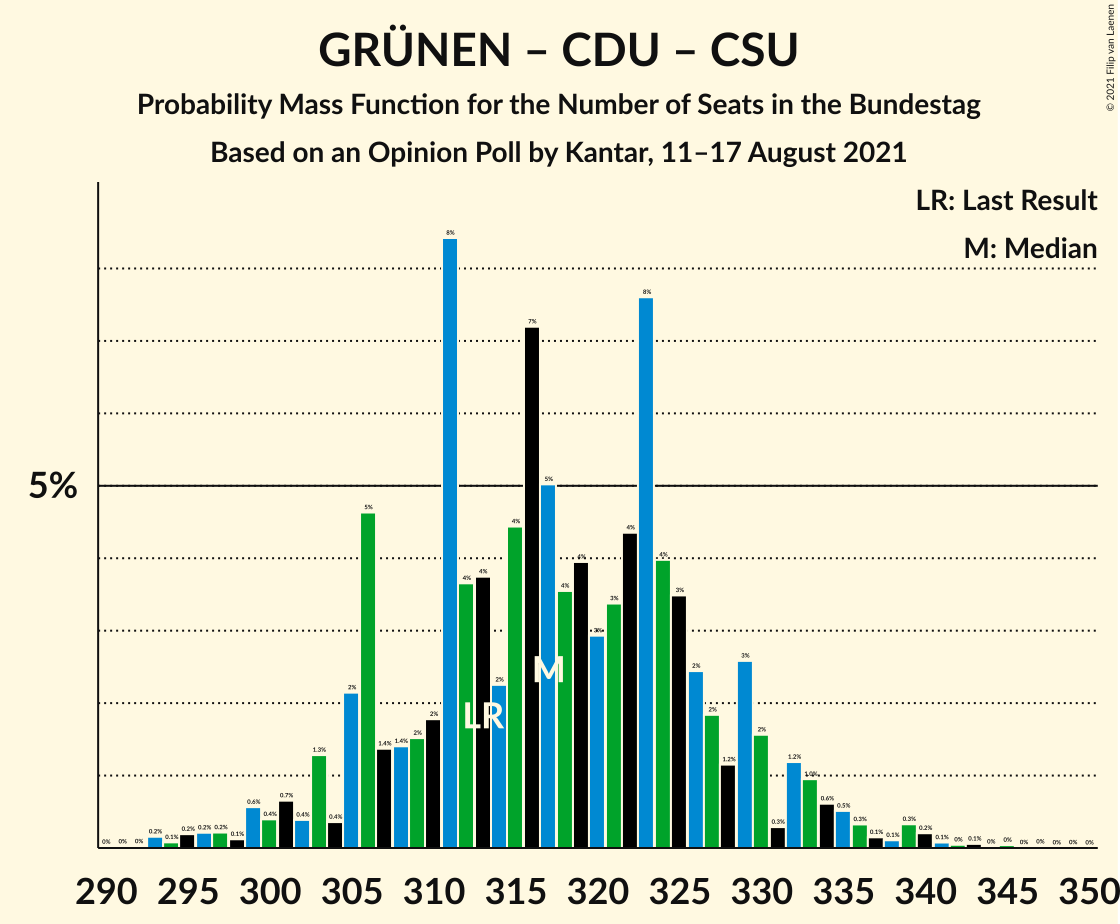 GRÜNEN – CDU – CSU
Probability Mass Function for the Number of Seats in the Bundestag
Based on an Opinion Poll by Kantar, 11–17 August 2021
© 2021 Filip van Laenen
LR: Last Result
M: Median
5%
0% 0% 0% 0.2% 0.1% 0.2% 0.2% 0.2% 0.1% 0.6% 0.4% 0.7% 0.4% 1.3% 0.4% 2% 5% 1.4% 1.4% 2% 2% 8% 4% 4% 2% 4% 7% 5% 4% 4% 3% 3% 4% 8% 4% 3% 2% 2% 1.2% 3% 2% 0.3% 1.2% 1.0% 0.6% 0.5% 0.3% 0.1% 0.1% 0.3% 0.2% 0.1% 0% 0.1% 0% 0% 0% 0% 0% 0% 0%
M
LR
290 295 300 305 310 315 320 325 330 335 340 345 350